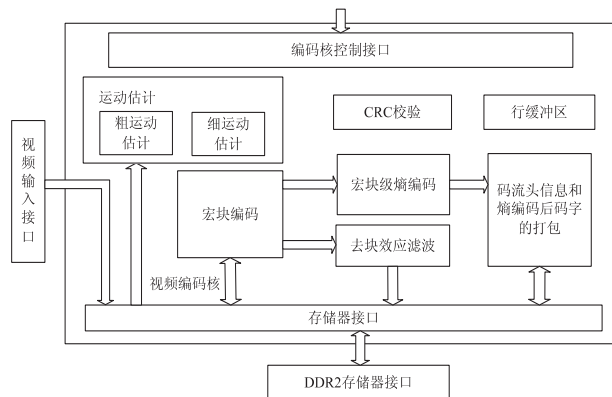 编码核控制接口
运动估计
粗运动
估计
细运动
估计
CRC校验
行缓冲区
视频输入接口
宏块编码
宏块级熵编码
码流头信息和
熵编码后码字
的打包
去块效应滤波
视频编码核
存储器接口
DDR2存储器接口